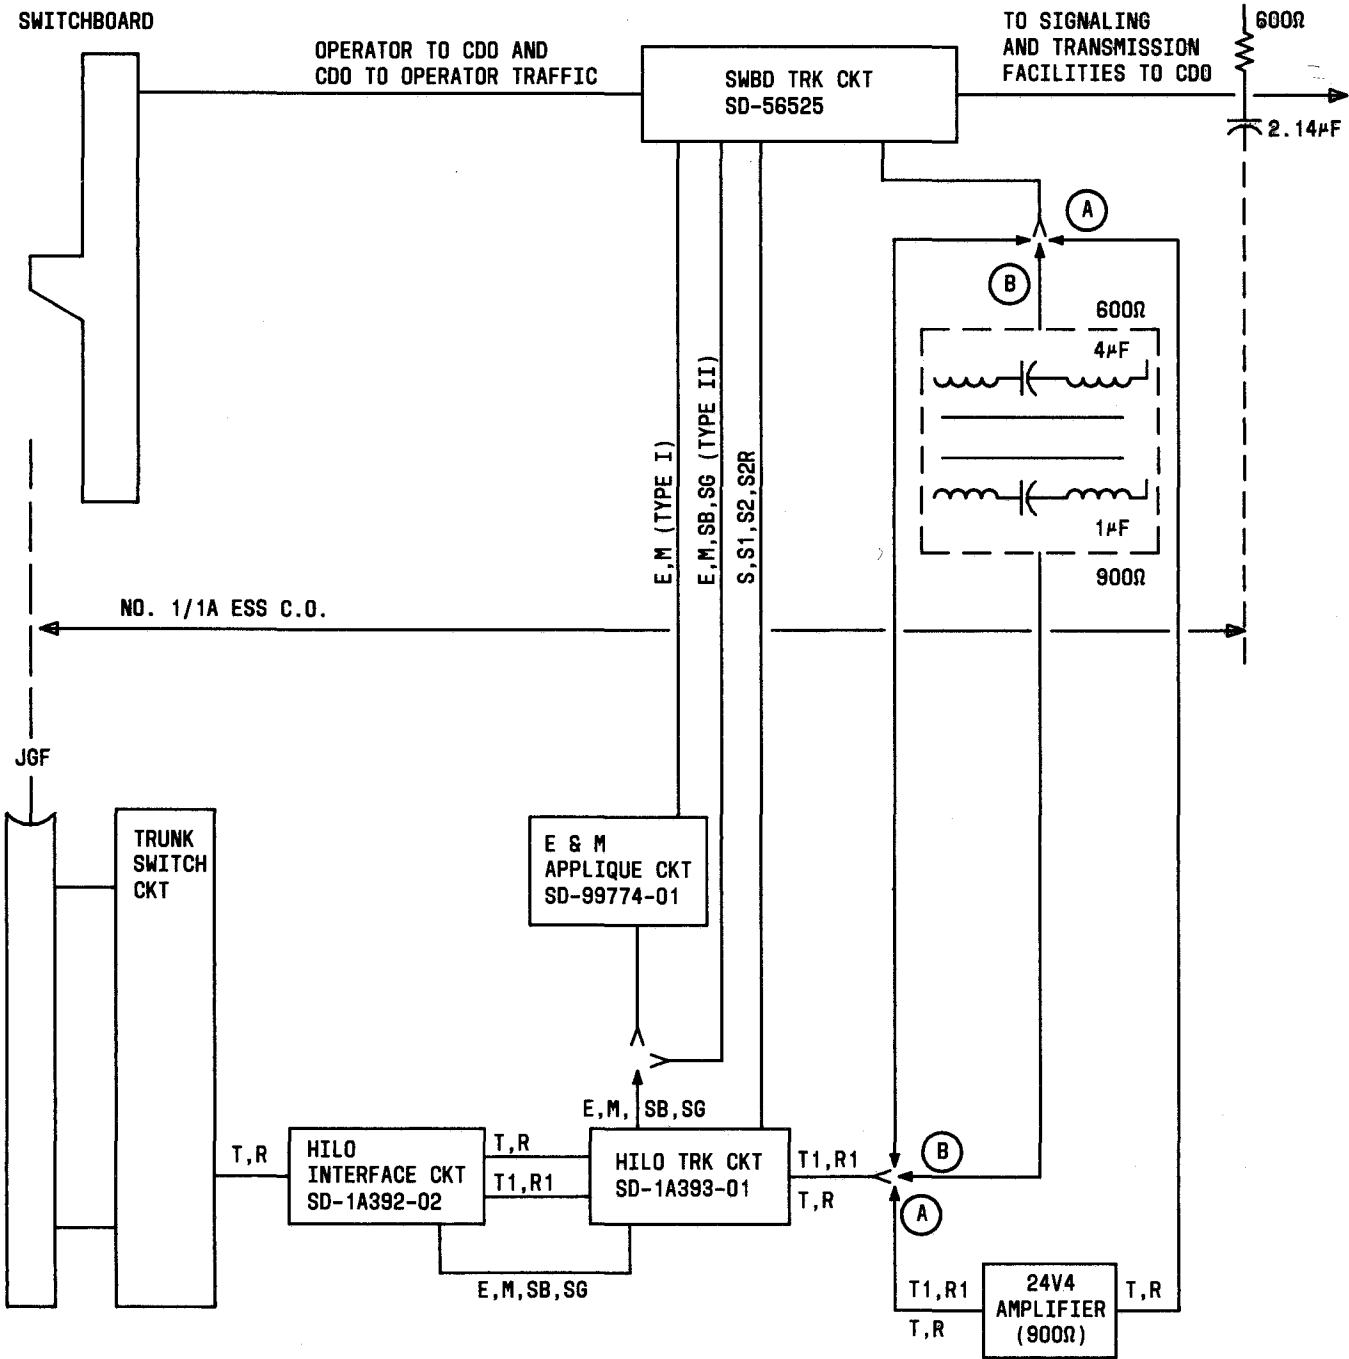 SWITCHBOARD
OPERATOR TO CDO AND
CDO TO OPERATOR TRAFFIC
SWBD TRK CKT
SD-56525
TO SIGNALING
AND TRANSMISSION
FACILITIES TO CDO
600Ω
2.14µF
A
B
600Ω
4µF
1µF
900Ω
E,M (TYPE I)
E,M,SB,SG (TYPE II)
S,S1,S2,S2R
NO. 1/1A ESS C.O.
JGF
TRUNK
SWITCH
CKT
E & M
APPLIQUE CKT
SD-99774-01
E,M, SB,SG
T,R
HILO
INTERFACE CKT
SD-1A392-02
T,R
T1,R1
HILO TRK CKT
SD-1A393-01
T1,R1
T,R
B
A
E,M,SB,SG
T1,R1
T,R
24V4
AMPLIFIER
(900Ω)
T,R